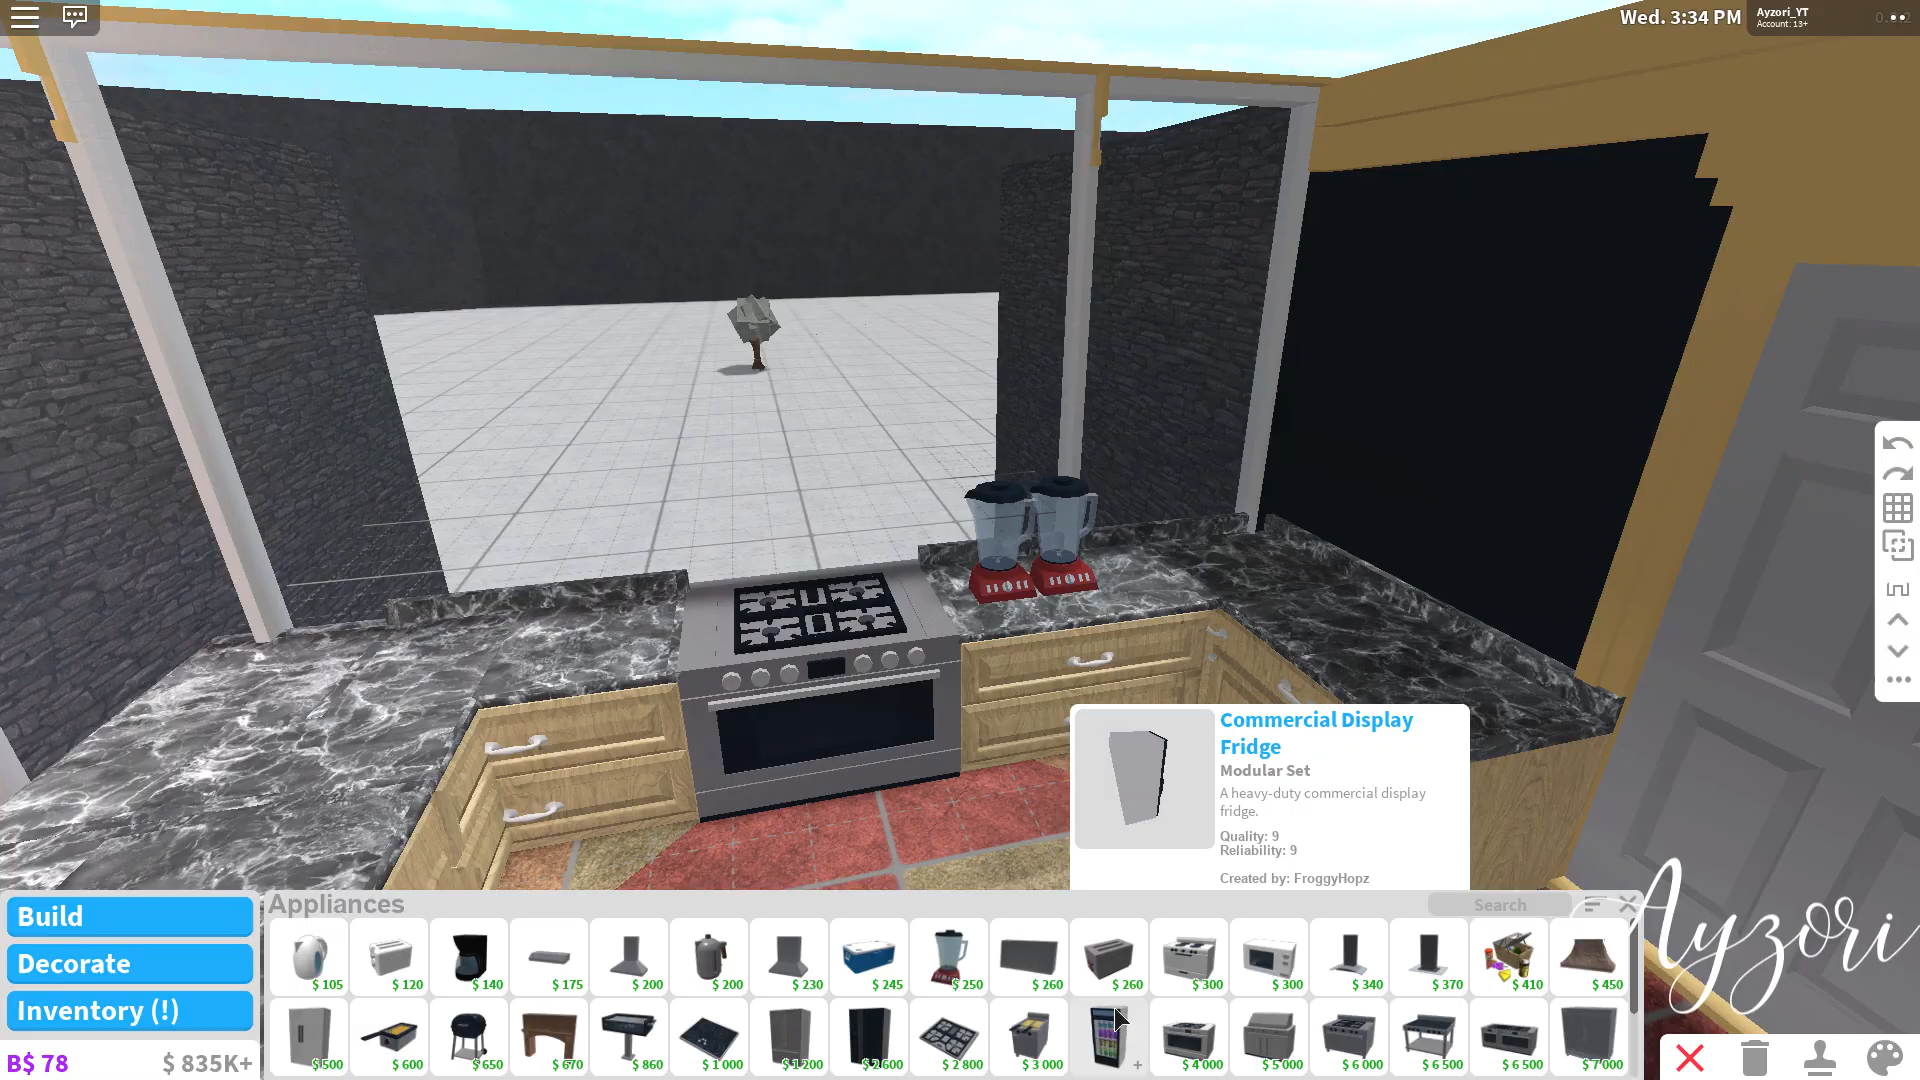 Wed. 3:34 PM
Ayzori_YT
Account: 13+
Commercial Display
Fridge
Modular Set
A heavy-duty commercial display
fridge.
Quality: 9
Reliability: 9
Created by: FroggyHopz
Build
Decorate
Inventory (!)
B$ 78
$ 835K+
Appliances
Search
$ 105
$ 120
$ 140
$ 175
$ 200
$ 200
$ 230
$ 245
$ 250
$ 260
$ 260
$ 300
$ 300
$ 340
$ 370
$ 410
$ 450
$ 500
$ 600
$ 650
$ 670
$ 860
$ 1 000
$ 1 200
$ 2 600
$ 2 800
$ 3 000
+
$ 4 000
$ 5 000
$ 6 000
$ 6 500
$ 6 500
$ 7 000
Ayzori